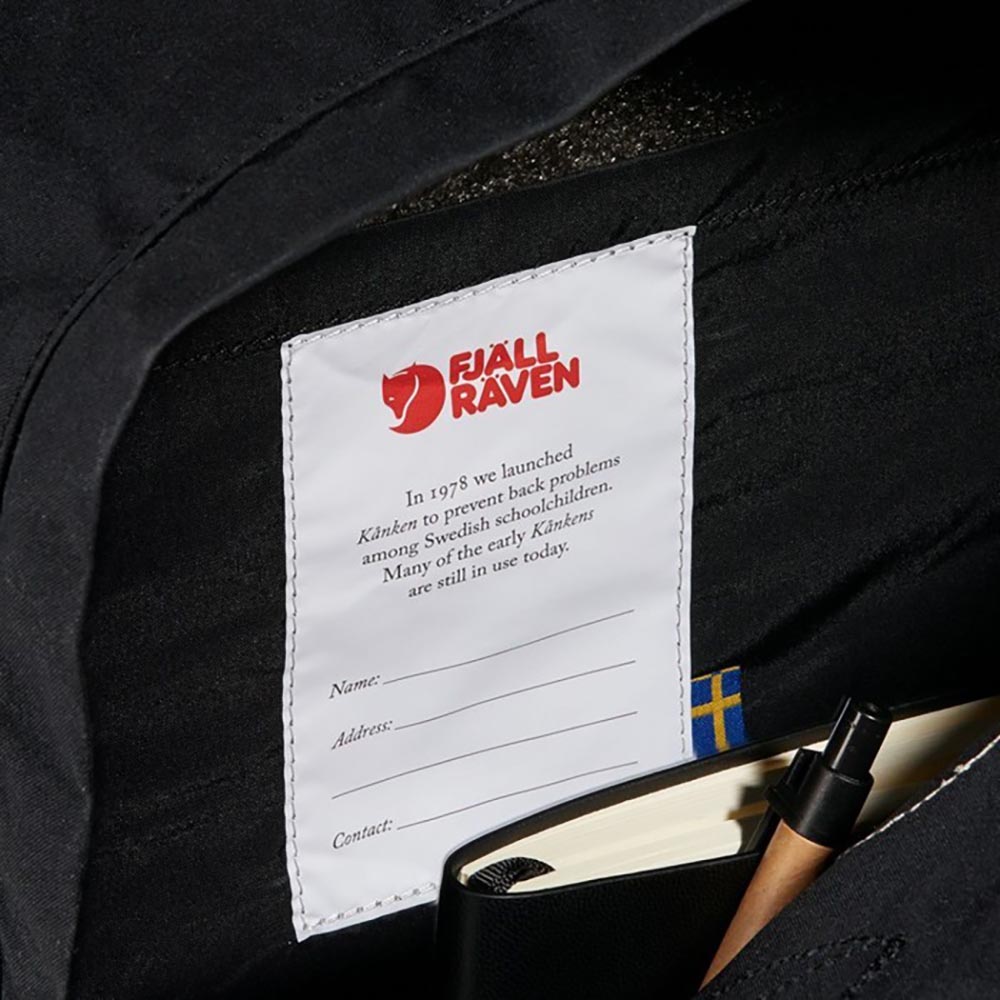 FJÄLL
RÄVEN
In 1978 we launched
Kånken to prevent back problems
among Swedish schoolchildren.
Many of the early Kånkens
are still in use today.
Name:
Address:
Contact: